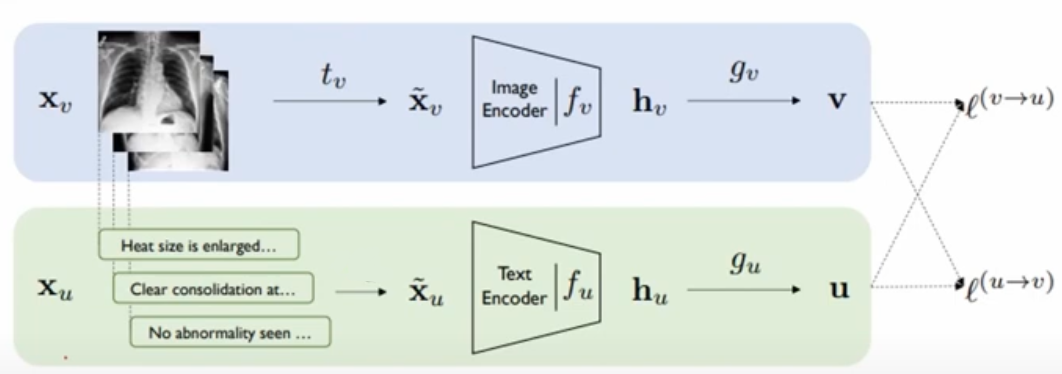 x_v
t_v
x̃_v
Image
Encoder
f_v
h_v
g_v
v
ℓ^(v→u)
Heat size is enlarged...
Clear consolidation at...
No abnormality seen ...
x_u
x̃_u
Text
Encoder
f_u
h_u
g_u
u
ℓ^(u→v)